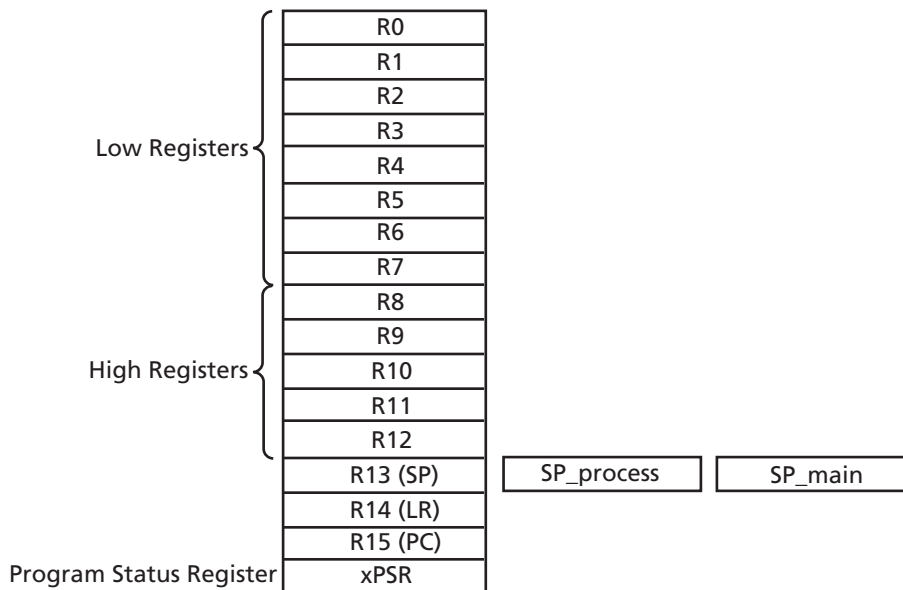 R0
R1
R2
R3
Low Registers
R4
R5
R6
R7
R8
R9
High Registers
R10
R11
R12
R13 (SP)
SP_process
SP_main
R14 (LR)
R15 (PC)
Program Status Register
xPSR